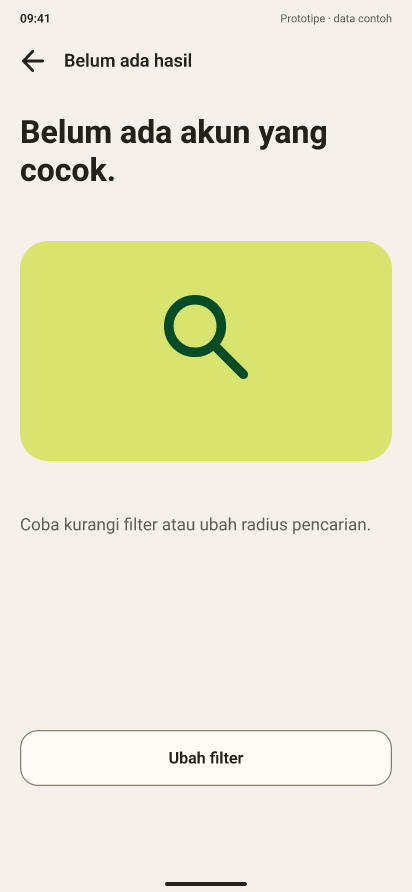 09:41
Prototipe · data contoh
Belum ada hasil
Belum ada akun yang
cocok.
Coba kurangi filter atau ubah radius pencarian.
Ubah filter